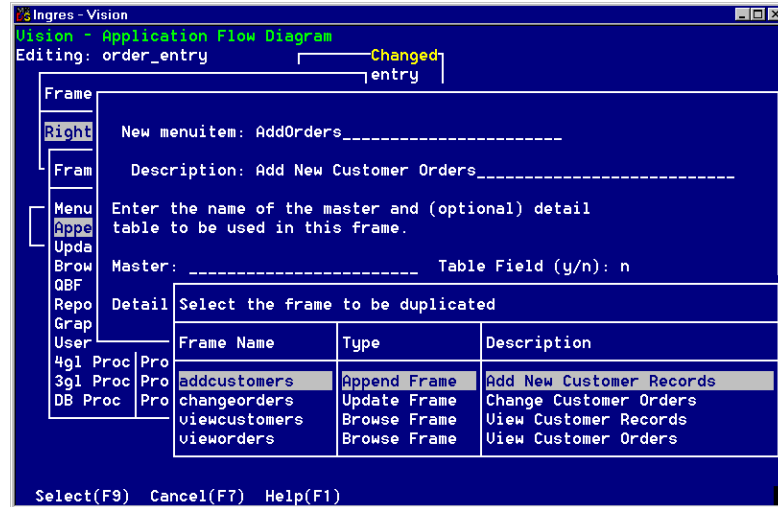 Ingres - Vision
Vision - Application Flow Diagram
Editing: order_entry
Changed
entry
Frame
Right
New menuitem: AddOrders_______________________
Fram
Description: Add New Customer Orders___________________________
Menu
Enter the name of the master and (optional) detail
Appe
table to be used in this frame.
Upda
Brow
Master: ________________________ Table Field (y/n): n
QBF
Repo
Detail
Select the frame to be duplicated
Grap
User
Frame Name Type Description
4gl Proc Pro
3gl Proc Pro
addcustomers Append Frame Add New Customer Records
DB Proc Pro
changeorders Update Frame Change Customer Orders
viewcustomers Browse Frame View Customer Records
vieworders Browse Frame View Customer Orders
Select(F9) Cancel(F7) Help(F1)